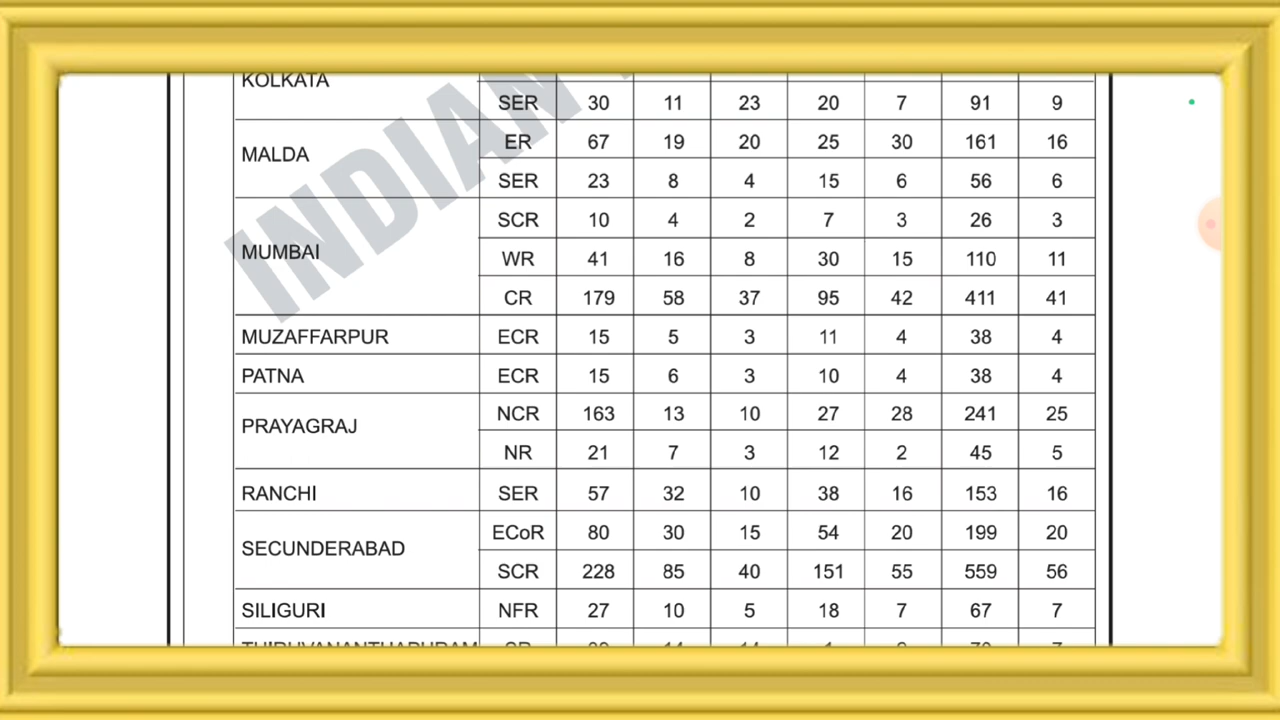 KOLKATA
SER 30 11 23 20 7 91 9
MALDA
ER 67 19 20 25 30 161 16
SER 23 8 4 15 6 56 6
MUMBAI
SCR 10 4 2 7 3 26 3
WR 41 16 8 30 15 110 11
CR 179 58 37 95 42 411 41
MUZAFFARPUR ECR 15 5 3 11 4 38 4
PATNA ECR 15 6 3 10 4 38 4
PRAYAGRAJ
NCR 163 13 10 27 28 241 25
NR 21 7 3 12 2 45 5
RANCHI SER 57 32 10 38 16 153 16
SECUNDERABAD
ECoR 80 30 15 54 20 199 20
SCR 228 85 40 151 55 559 56
SILIGURI NFR 27 10 5 18 7 67 7
THIRUVANANTHAPURAM
INDIAN